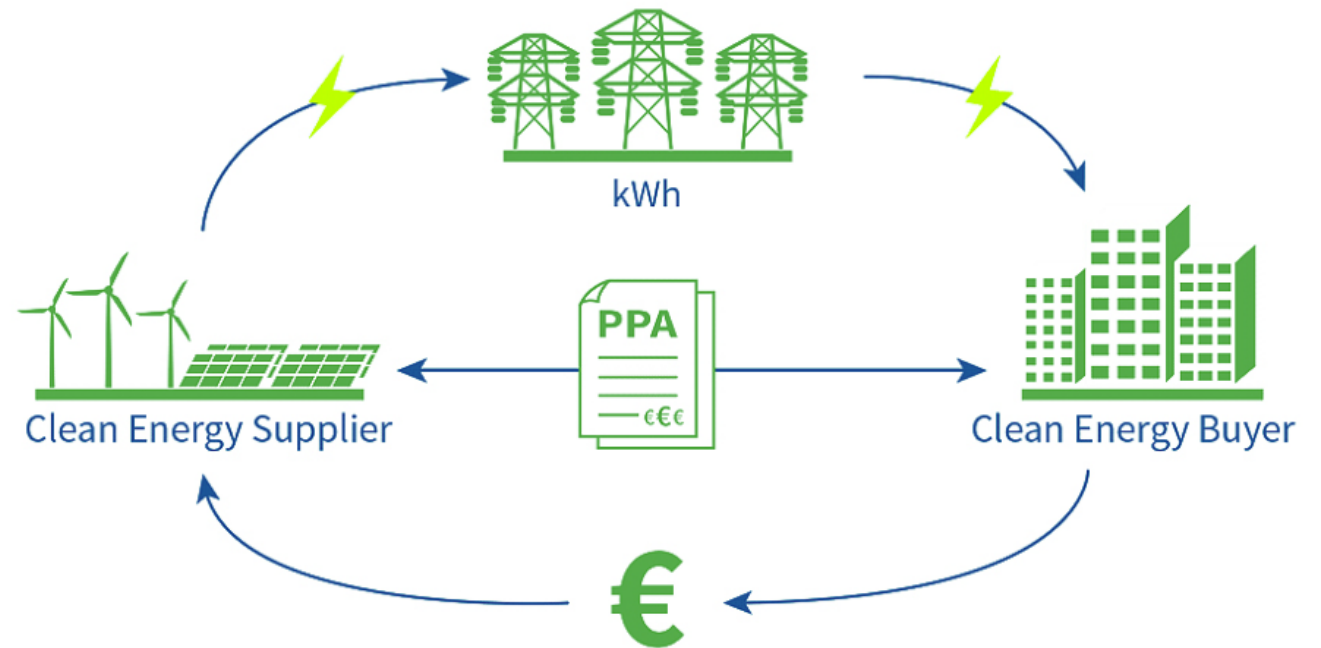 kWh
PPA
€€€
Clean Energy Supplier
Clean Energy Buyer
€